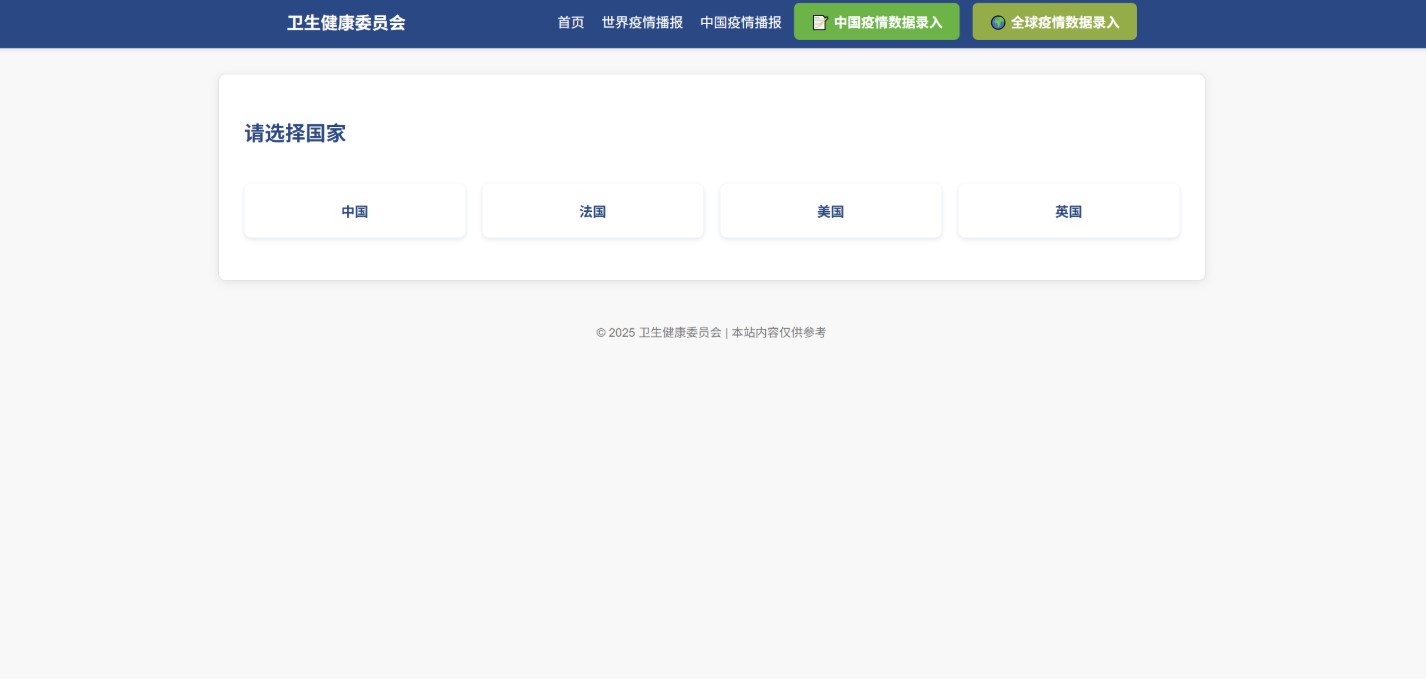 卫生健康委员会 首页 世界疫情播报 中国疫情播报 📝 中国疫情数据录入 🌍 全球疫情数据录入
请选择国家
中国 法国 美国 英国
© 2025 卫生健康委员会 | 本站内容仅供参考